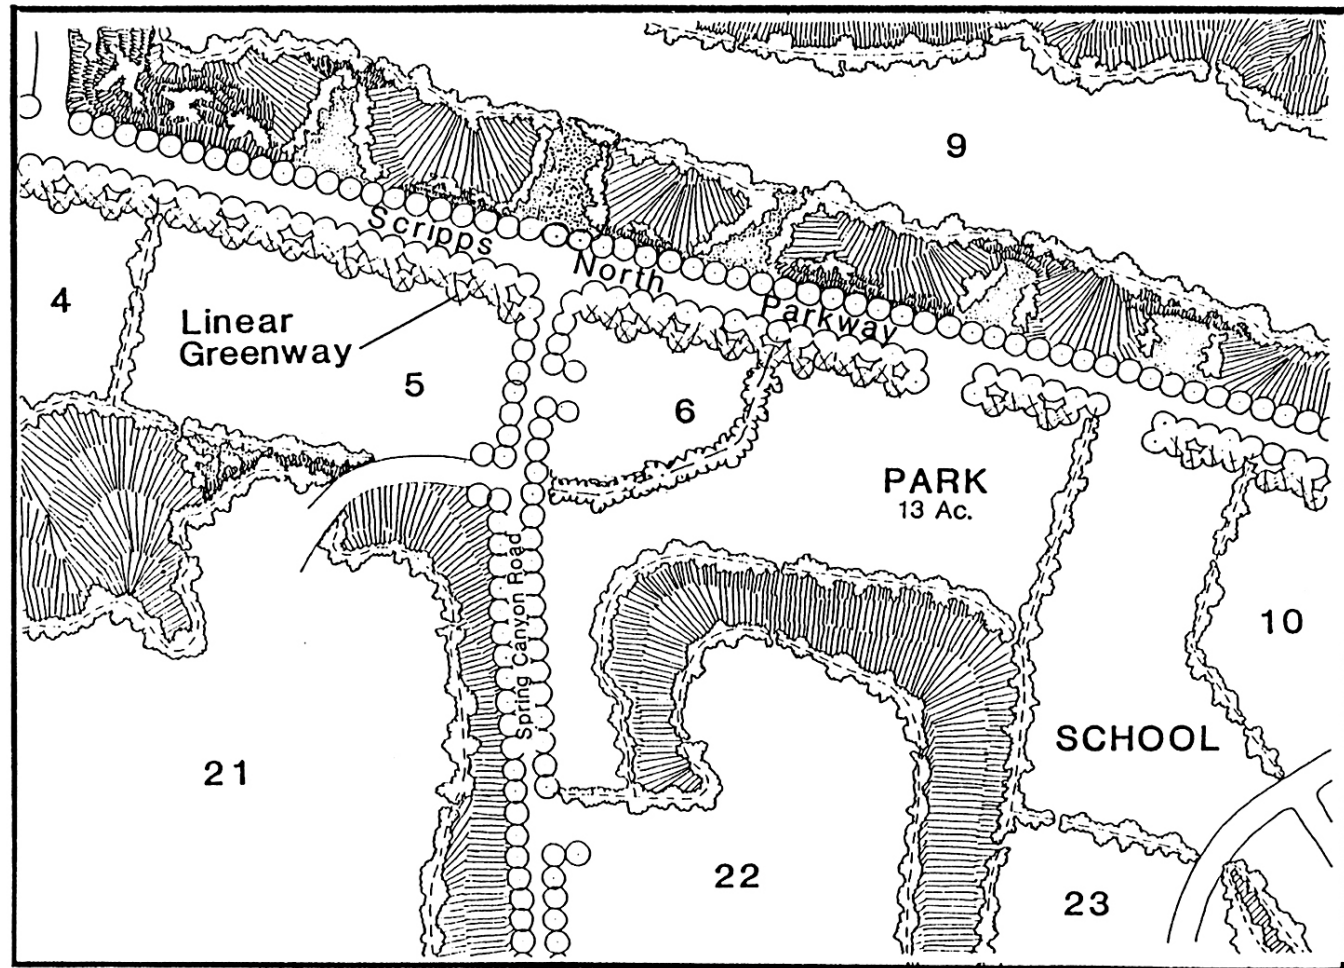 9
Scripps
North
Parkway
4
Linear
Greenway
5
6
PARK
13 Ac.
Spring Canyon Road
10
SCHOOL
21
22
23